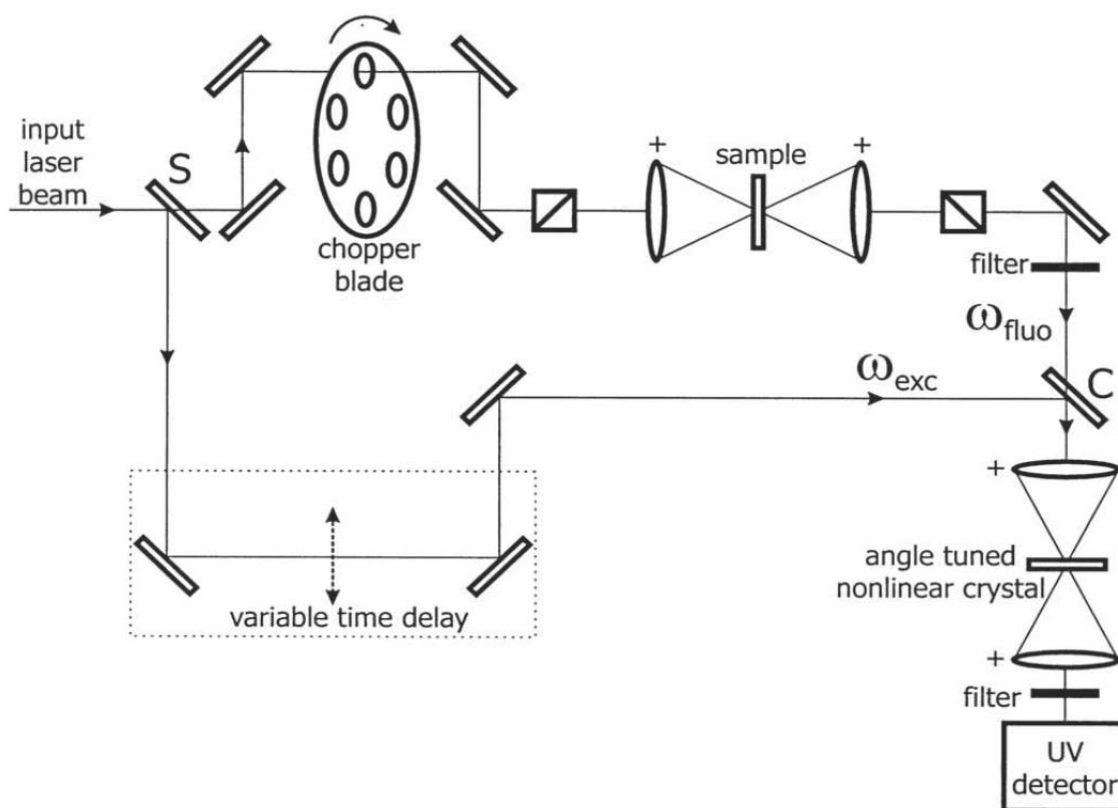 input
laser
beam
S
chopper
blade
+
sample
+
filter
ω_fluo
ω_exc
C
variable time delay
+
angle tuned
nonlinear crystal
+
filter
UV
detector